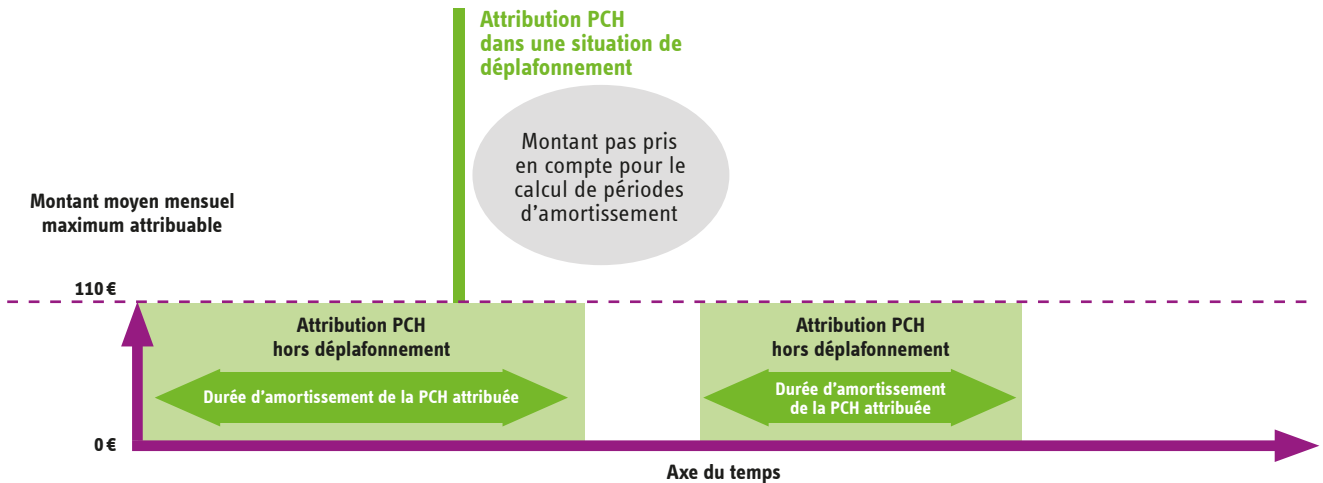 Attribution PCH
dans une situation de
déplafonnement
Montant pas pris
en compte pour le
calcul de périodes
d'amortissement
Montant moyen mensuel
maximum attribuable
110 €
Attribution PCH
hors déplafonnement
Durée d'amortissement de la PCH attribuée
Attribution PCH
hors déplafonnement
Durée d'amortissement
de la PCH attribuée
0 €
Axe du temps